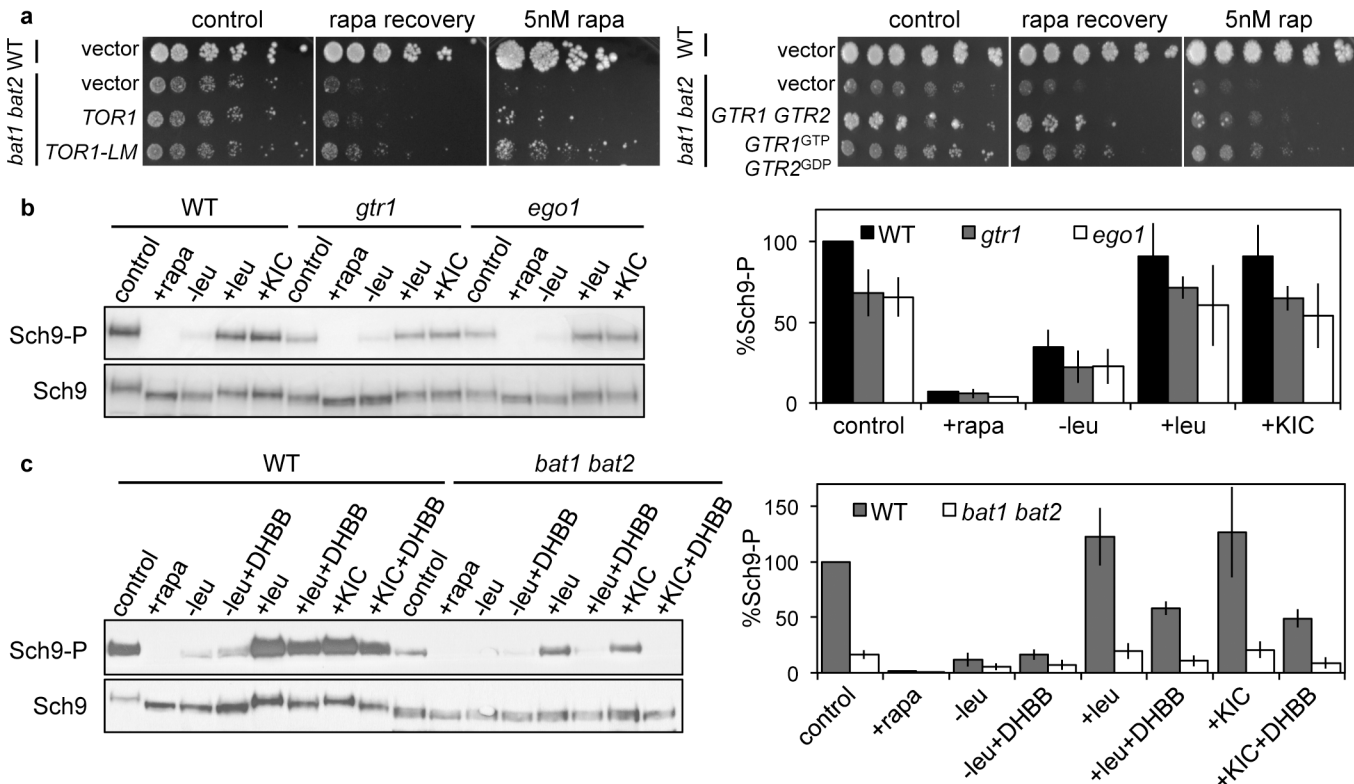 a
control rapa recovery 5nM rapa
WT vector
bat1 bat2 vector
TOR1
TOR1-LM
control rapa recovery 5nM rap
WT vector
bat1 bat2 vector
GTR1 GTR2
GTR1GTP
GTR2GDP
b
WT gtr1 ego1
control +rapa -leu +leu +KIC control +rapa -leu +leu +KIC control +rapa -leu +leu +KIC
Sch9-P
Sch9
%Sch9-P
WT gtr1 ego1
100
50
0
control +rapa -leu +leu +KIC
c
WT bat1 bat2
control +rapa -leu -leu+DHBB +leu +leu+DHBB +KIC +KIC+DHBB control +rapa -leu -leu+DHBB +leu +leu+DHBB +KIC +KIC+DHBB
Sch9-P
Sch9
%Sch9-P
WT bat1 bat2
150
100
50
0
control +rapa -leu -leu+DHBB +leu +leu+DHBB +KIC +KIC+DHBB